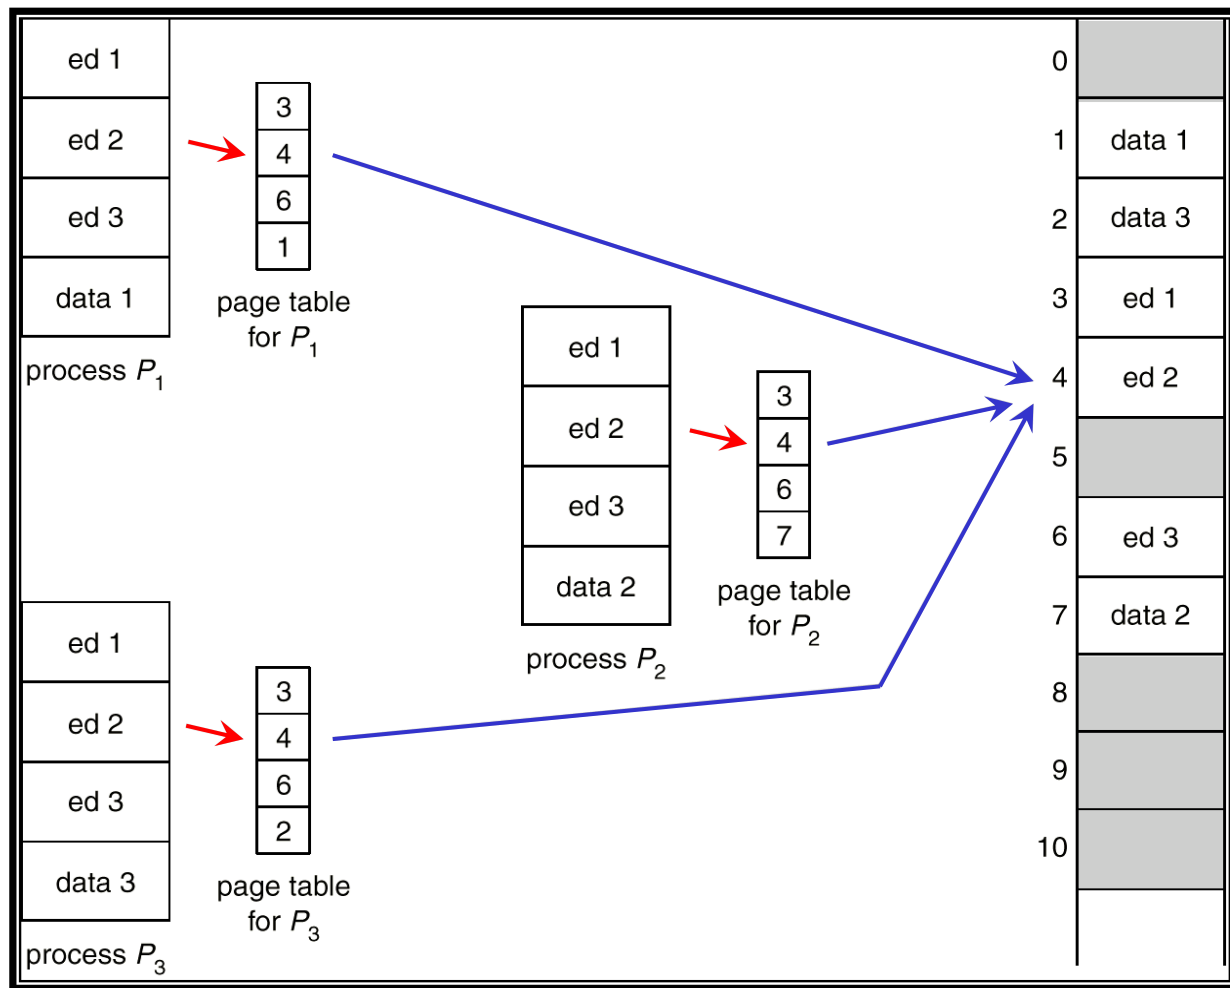 ed 1
ed 2
ed 3
data 1
process P1
3
4
6
1
page table
for P1
ed 1
ed 2
ed 3
data 2
process P2
3
4
6
7
page table
for P2
ed 1
ed 2
ed 3
data 3
process P3
3
4
6
2
page table
for P3
0
1 data 1
2 data 3
3 ed 1
4 ed 2
5
6 ed 3
7 data 2
8
9
10